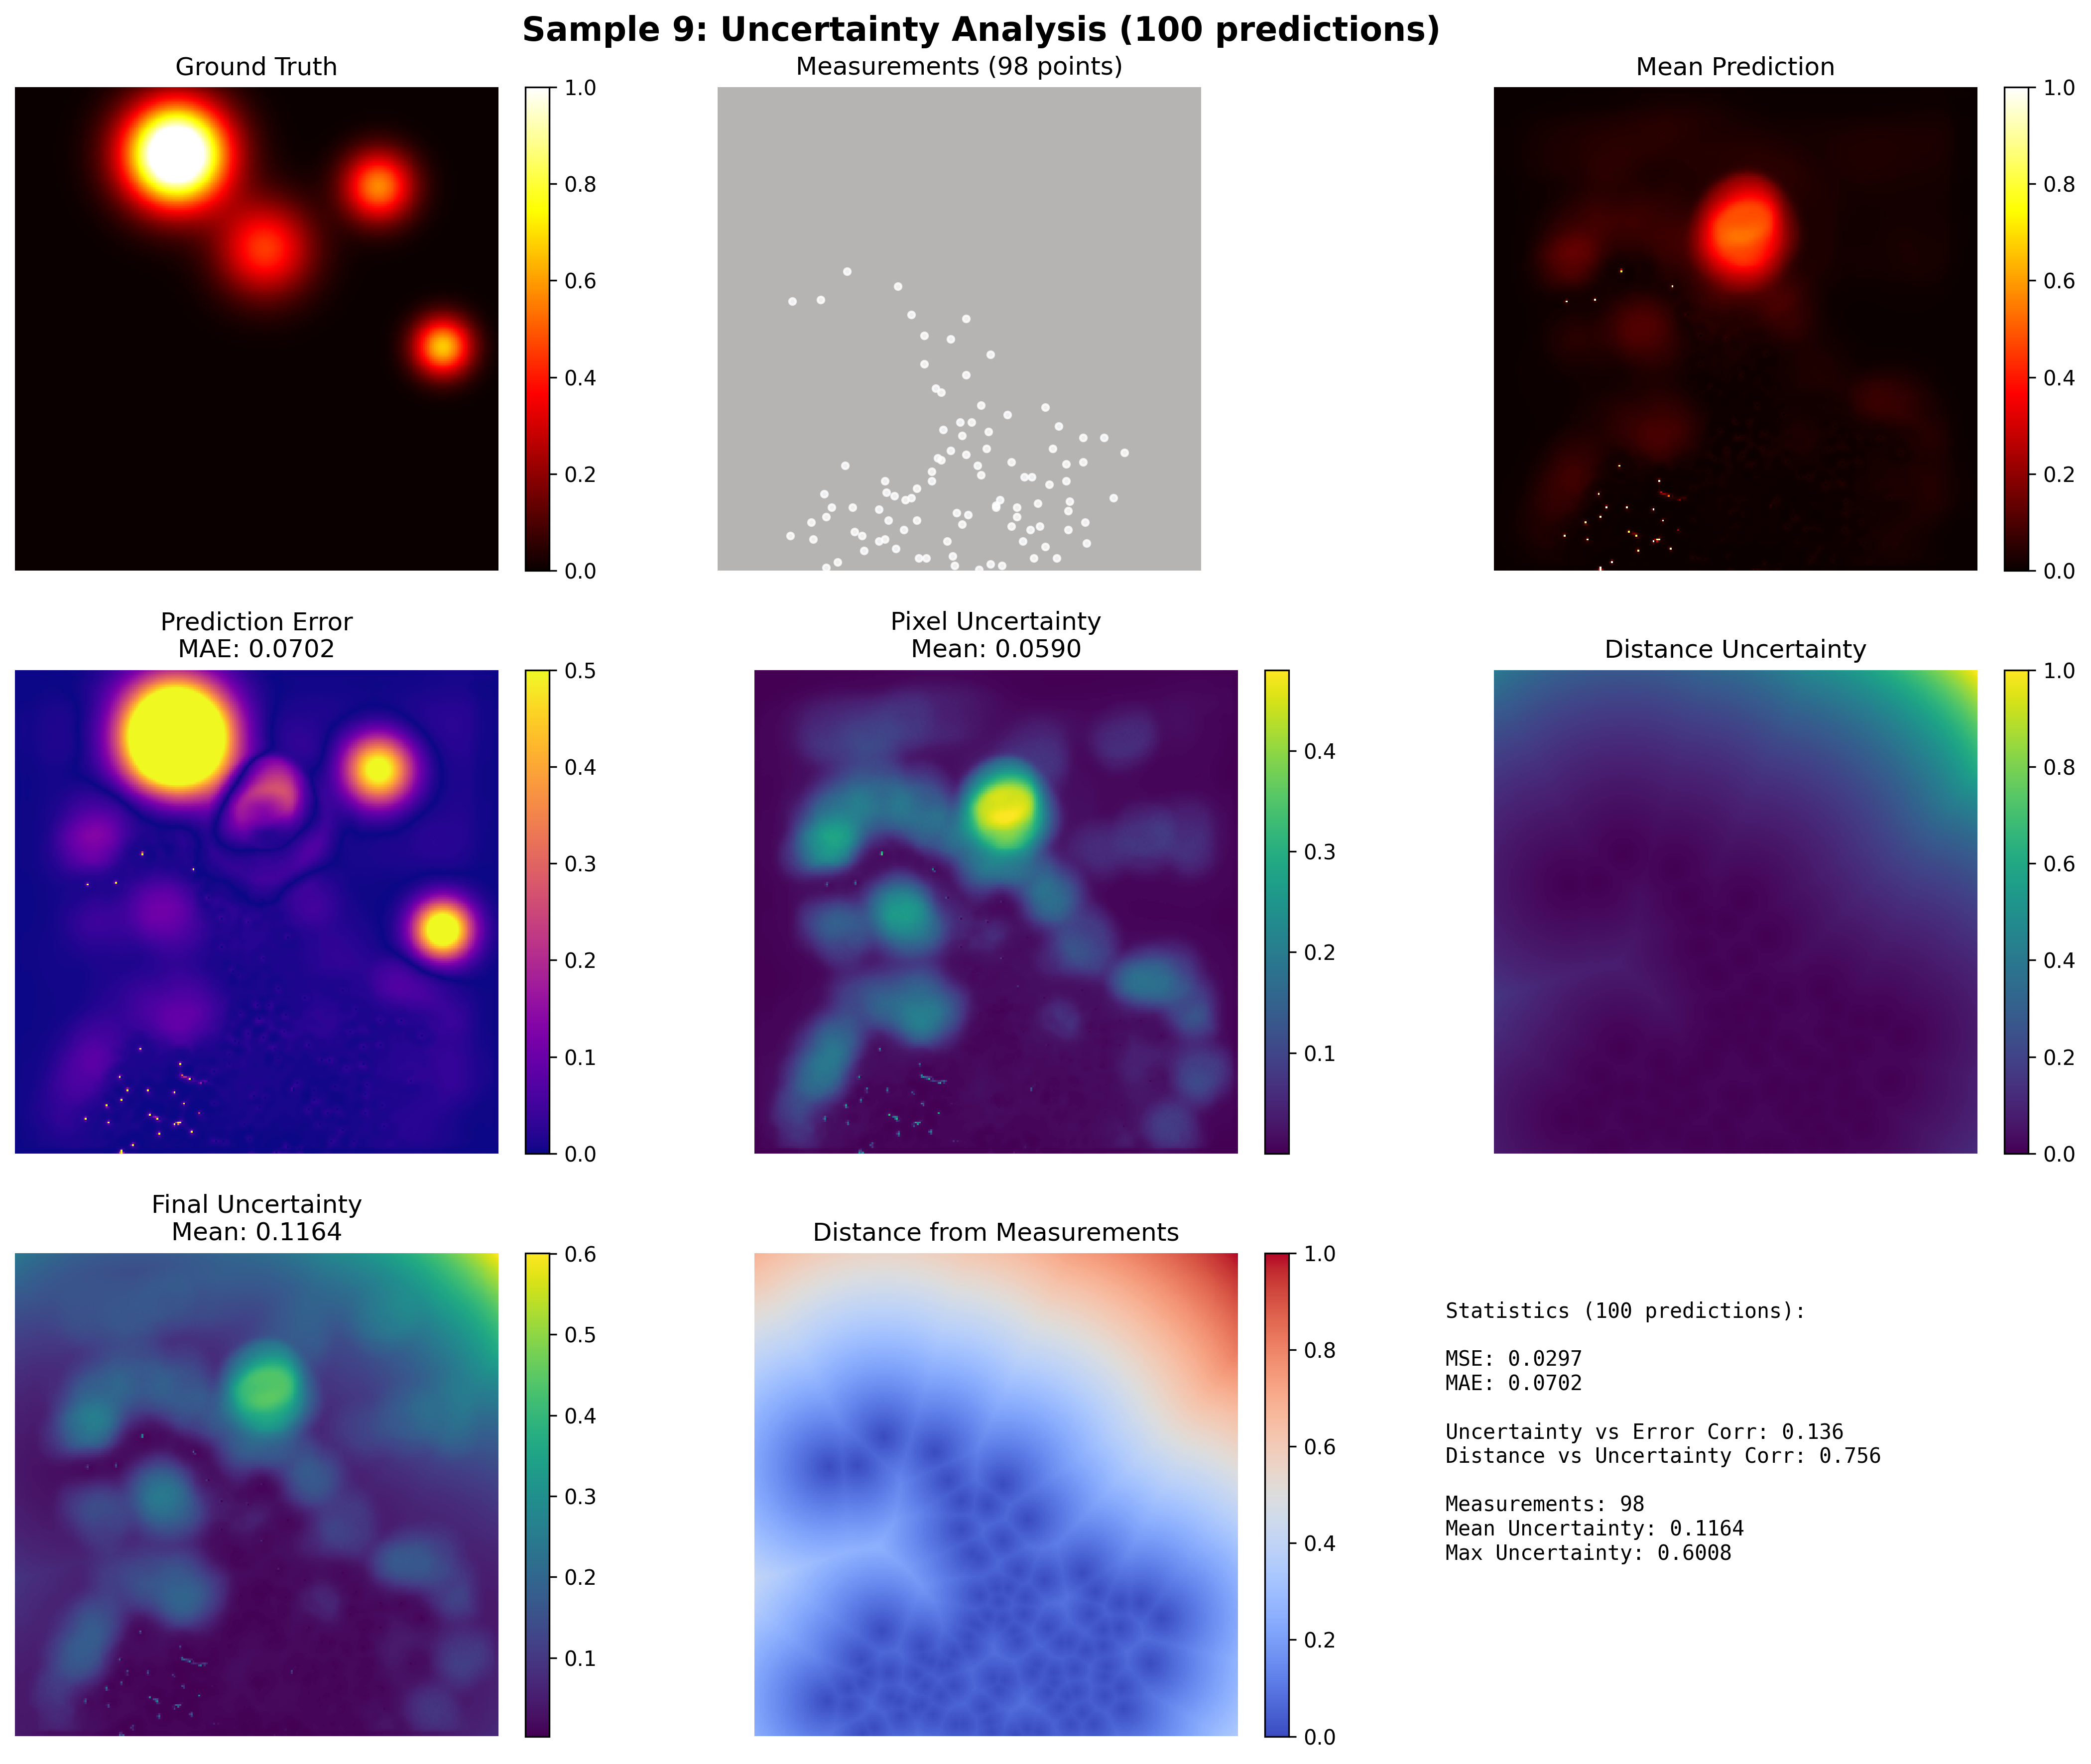 Sample 9: Uncertainty Analysis (100 predictions)
Ground Truth
1.0
0.8
0.6
0.4
0.2
0.0
Measurements (98 points)
Mean Prediction
1.0
0.8
0.6
0.4
0.2
0.0
Prediction Error
MAE: 0.0702
0.5
0.4
0.3
0.2
0.1
0.0
Pixel Uncertainty
Mean: 0.0590
0.4
0.3
0.2
0.1
Distance Uncertainty
1.0
0.8
0.6
0.4
0.2
0.0
Final Uncertainty
Mean: 0.1164
0.6
0.5
0.4
0.3
0.2
0.1
Distance from Measurements
1.0
0.8
0.6
0.4
0.2
0.0
Statistics (100 predictions):
MSE: 0.0297
MAE: 0.0702
Uncertainty vs Error Corr: 0.136
Distance vs Uncertainty Corr: 0.756
Measurements: 98
Mean Uncertainty: 0.1164
Max Uncertainty: 0.6008